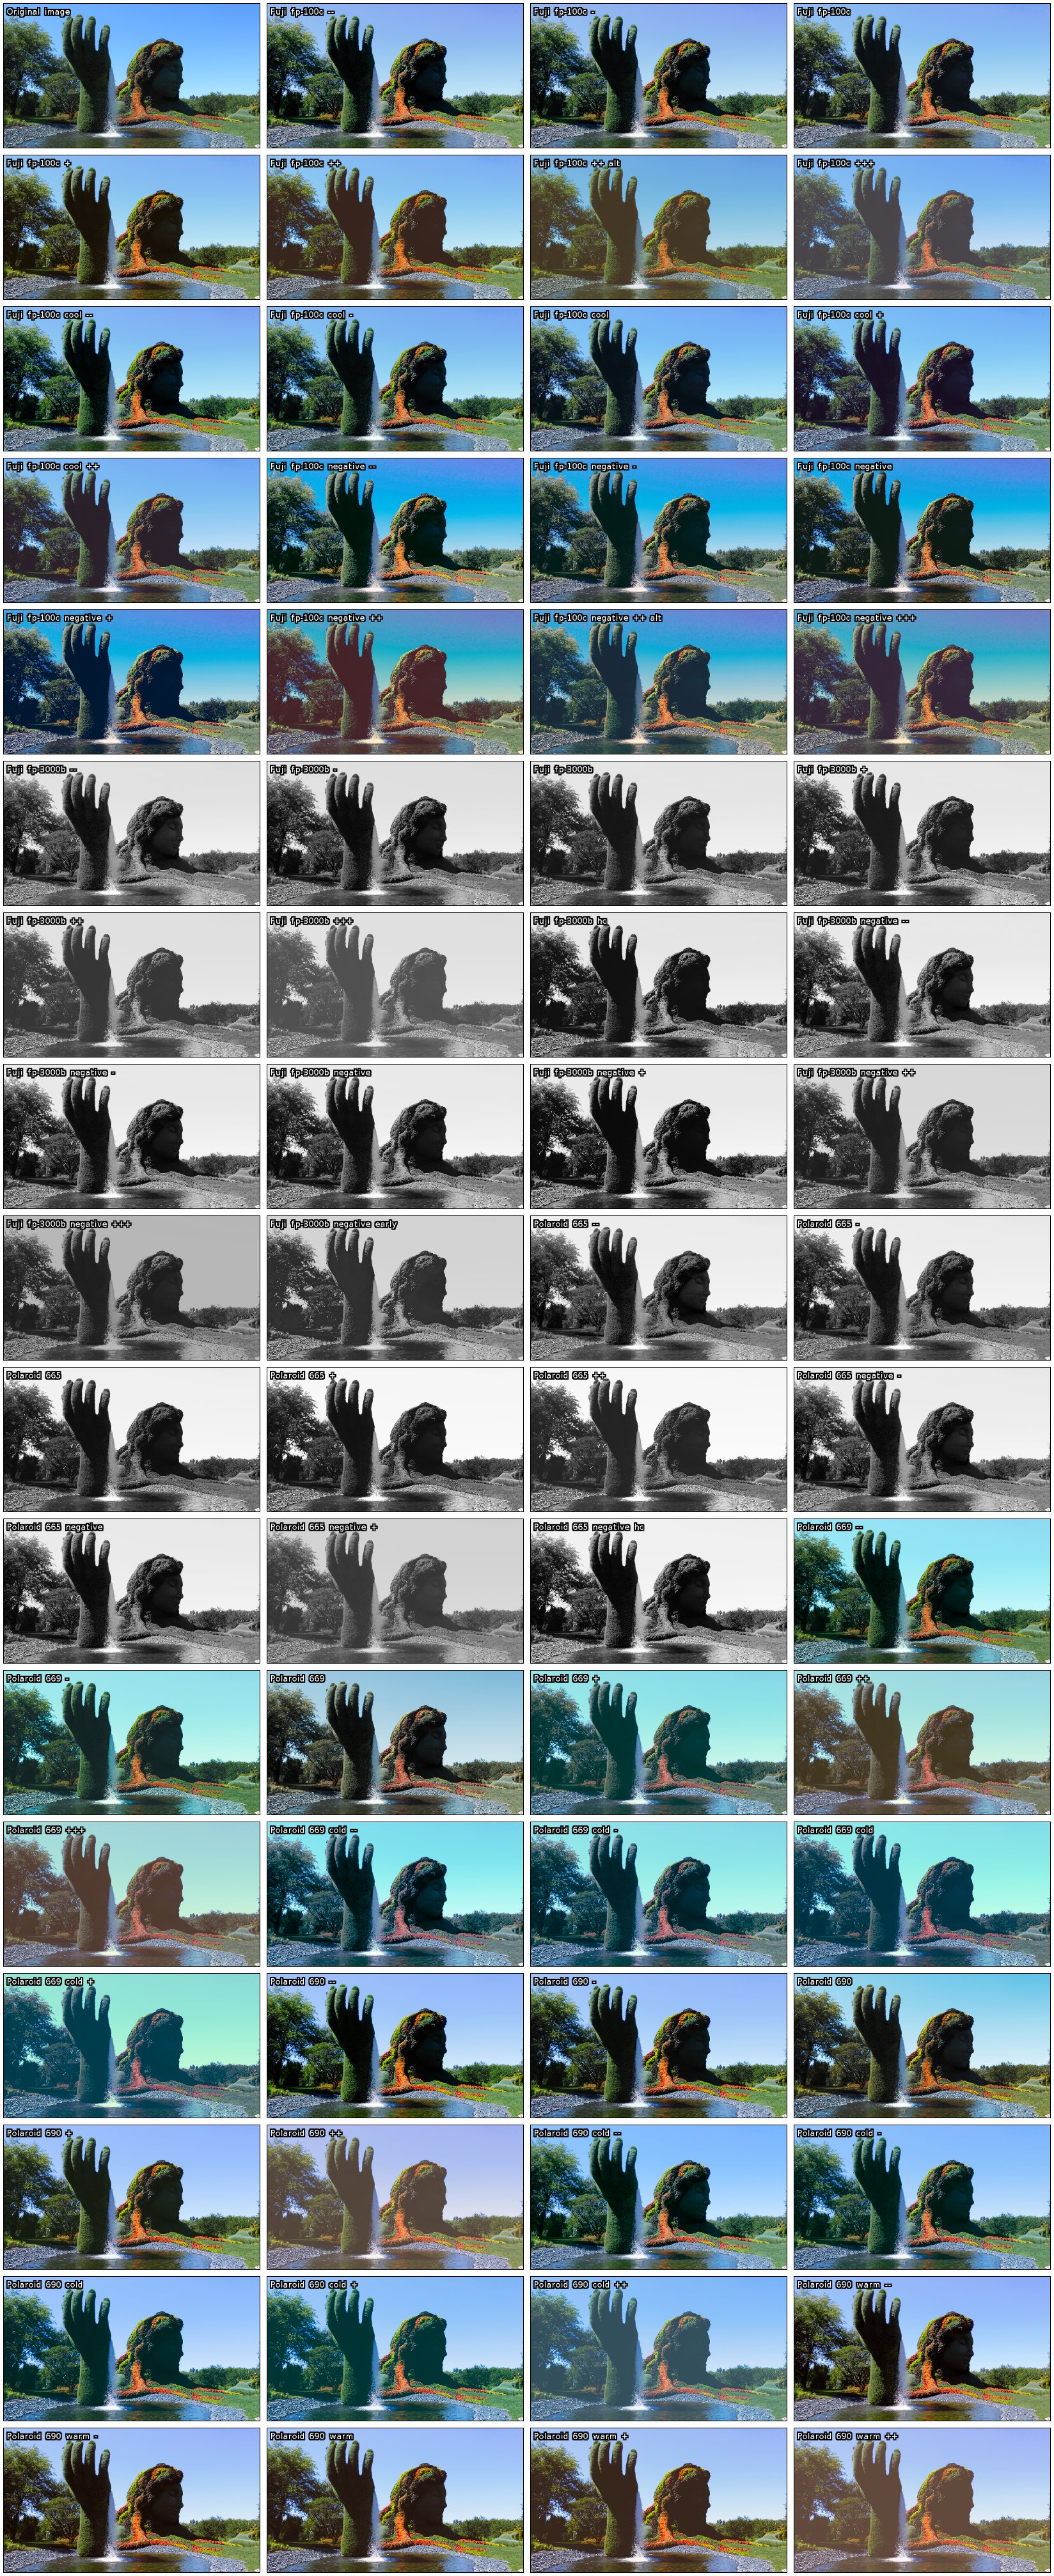 Original image
Fuji fp-100c --
Fuji fp-100c -
Fuji fp-100c
Fuji fp-100c +
Fuji fp-100c ++
Fuji fp-100c ++ alt
Fuji fp-100c +++
Fuji fp-100c cool --
Fuji fp-100c cool -
Fuji fp-100c cool
Fuji fp-100c cool +
Fuji fp-100c cool ++
Fuji fp-100c negative --
Fuji fp-100c negative -
Fuji fp-100c negative
Fuji fp-100c negative +
Fuji fp-100c negative ++
Fuji fp-100c negative ++ alt
Fuji fp-100c negative +++
Fuji fp-3000b --
Fuji fp-3000b -
Fuji fp-3000b
Fuji fp-3000b +
Fuji fp-3000b ++
Fuji fp-3000b +++
Fuji fp-3000b hc
Fuji fp-3000b negative --
Fuji fp-3000b negative -
Fuji fp-3000b negative
Fuji fp-3000b negative +
Fuji fp-3000b negative ++
Fuji fp-3000b negative +++
Fuji fp-3000b negative early
Polaroid 665 --
Polaroid 665 -
Polaroid 665
Polaroid 665 +
Polaroid 665 ++
Polaroid 665 negative -
Polaroid 665 negative
Polaroid 665 negative +
Polaroid 665 negative hc
Polaroid 669 --
Polaroid 669 -
Polaroid 669
Polaroid 669 +
Polaroid 669 ++
Polaroid 669 +++
Polaroid 669 cold --
Polaroid 669 cold -
Polaroid 669 cold
Polaroid 669 cold +
Polaroid 690 --
Polaroid 690 -
Polaroid 690
Polaroid 690 +
Polaroid 690 ++
Polaroid 690 cold --
Polaroid 690 cold -
Polaroid 690 cold
Polaroid 690 cold +
Polaroid 690 cold ++
Polaroid 690 warm --
Polaroid 690 warm -
Polaroid 690 warm
Polaroid 690 warm +
Polaroid 690 warm ++